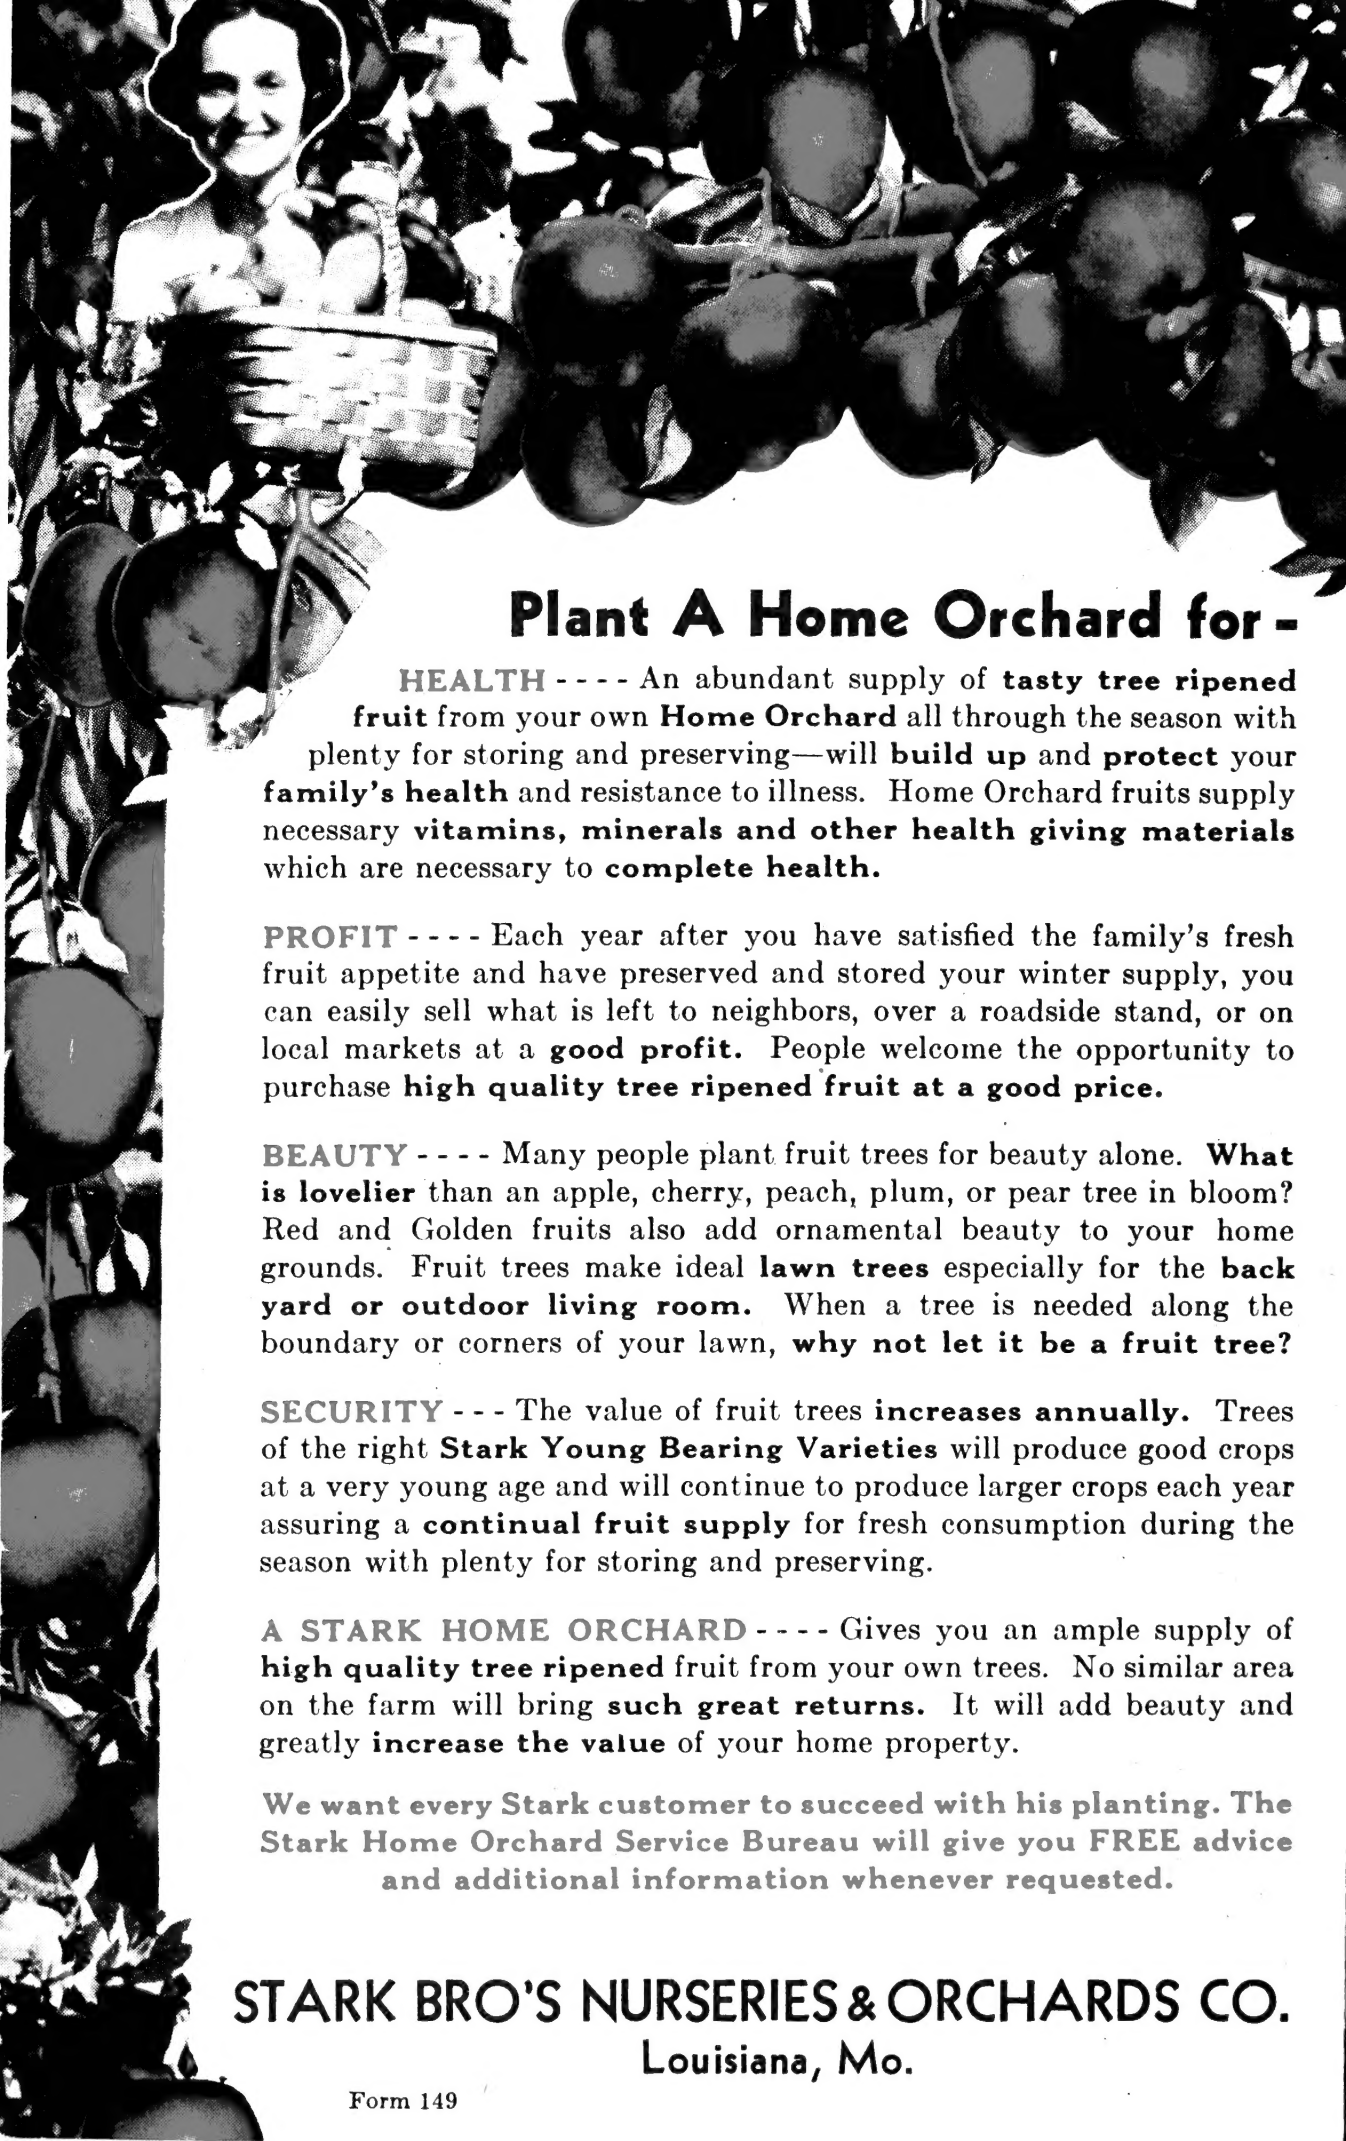 Plant A Home Orchard for -
HEALTH - - - - An abundant supply of tasty tree ripened
fruit from your own Home Orchard all through the season with
plenty for storing and preserving—will build up and protect your
family's health and resistance to illness. Home Orchard fruits supply
necessary vitamins, minerals and other health giving materials
which are necessary to complete health.
PROFIT - - - - Each year after you have satisfied the family's fresh
fruit appetite and have preserved and stored your winter supply, you
can easily sell what is left to neighbors, over a roadside stand, or on
local markets at a good profit. People welcome the opportunity to
purchase high quality tree ripened fruit at a good price.
BEAUTY - - - - Many people plant fruit trees for beauty alone. What
is lovelier than an apple, cherry, peach, plum, or pear tree in bloom?
Red and Golden fruits also add ornamental beauty to your home
grounds. Fruit trees make ideal lawn trees especially for the back
yard or outdoor living room. When a tree is needed along the
boundary or corners of your lawn, why not let it be a fruit tree?
SECURITY - - - The value of fruit trees increases annually. Trees
of the right Stark Young Bearing Varieties will produce good crops
at a very young age and will continue to produce larger crops each year
assuring a continual fruit supply for fresh consumption during the
season with plenty for storing and preserving.
A STARK HOME ORCHARD - - - - Gives you an ample supply of
high quality tree ripened fruit from your own trees. No similar area
on the farm will bring such great returns. It will add beauty and
greatly increase the value of your home property.
We want every Stark customer to succeed with his planting. The
Stark Home Orchard Service Bureau will give you FREE advice
and additional information whenever requested.
STARK BRO'S NURSERIES & ORCHARDS CO.
Louisiana, Mo.
Form 149